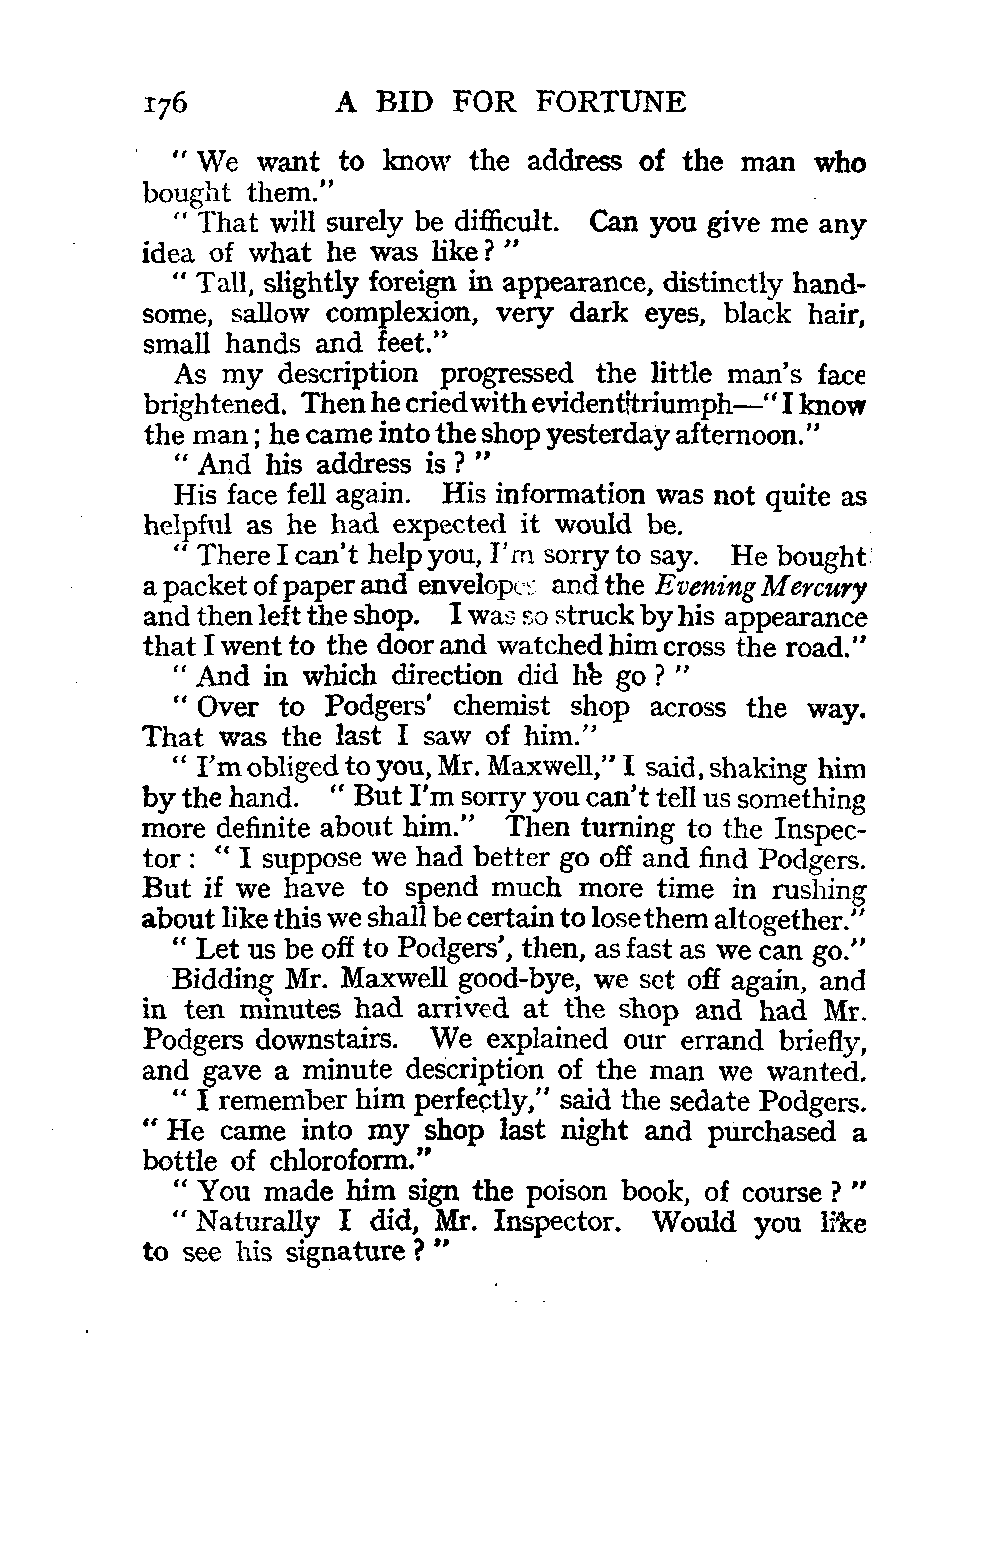 176 A BID FOR FORTUNE
" We want to know the address of the man who
bought them."
" That will surely be difficult. Can you give me any
idea of what he was like ? "
" Tall, slightly foreign in appearance, distinctly hand-
some, sallow complexion, very dark eyes, black hair,
small hands and feet."
As my description progressed the little man's face
brightened. Then he cried with evident triumph—" I know
the man ; he came into the shop yesterday afternoon."
" And his address is ? "
His face fell again. His information was not quite as
helpful as he had expected it would be.
" There I can't help you, I'm sorry to say. He bought
a packet of paper and envelopes and the Evening Mercury
and then left the shop. I was so struck by his appearance
that I went to the door and watched him cross the road."
" And in which direction did he go ? "
" Over to Podgers' chemist shop across the way.
That was the last I saw of him."
" I'm obliged to you, Mr. Maxwell," I said, shaking him
by the hand. " But I'm sorry you can't tell us something
more definite about him." Then turning to the Inspec-
tor : " I suppose we had better go off and find Podgers.
But if we have to spend much more time in rushing
about like this we shall be certain to lose them altogether."
" Let us be off to Podgers', then, as fast as we can go."
Bidding Mr. Maxwell good-bye, we set off again, and
in ten minutes had arrived at the shop and had Mr.
Podgers downstairs. We explained our errand briefly,
and gave a minute description of the man we wanted.
" I remember him perfectly," said the sedate Podgers.
" He came into my shop last night and purchased a
bottle of chloroform."
" You made him sign the poison book, of course ? "
" Naturally I did, Mr. Inspector. Would you like
to see his signature ? "